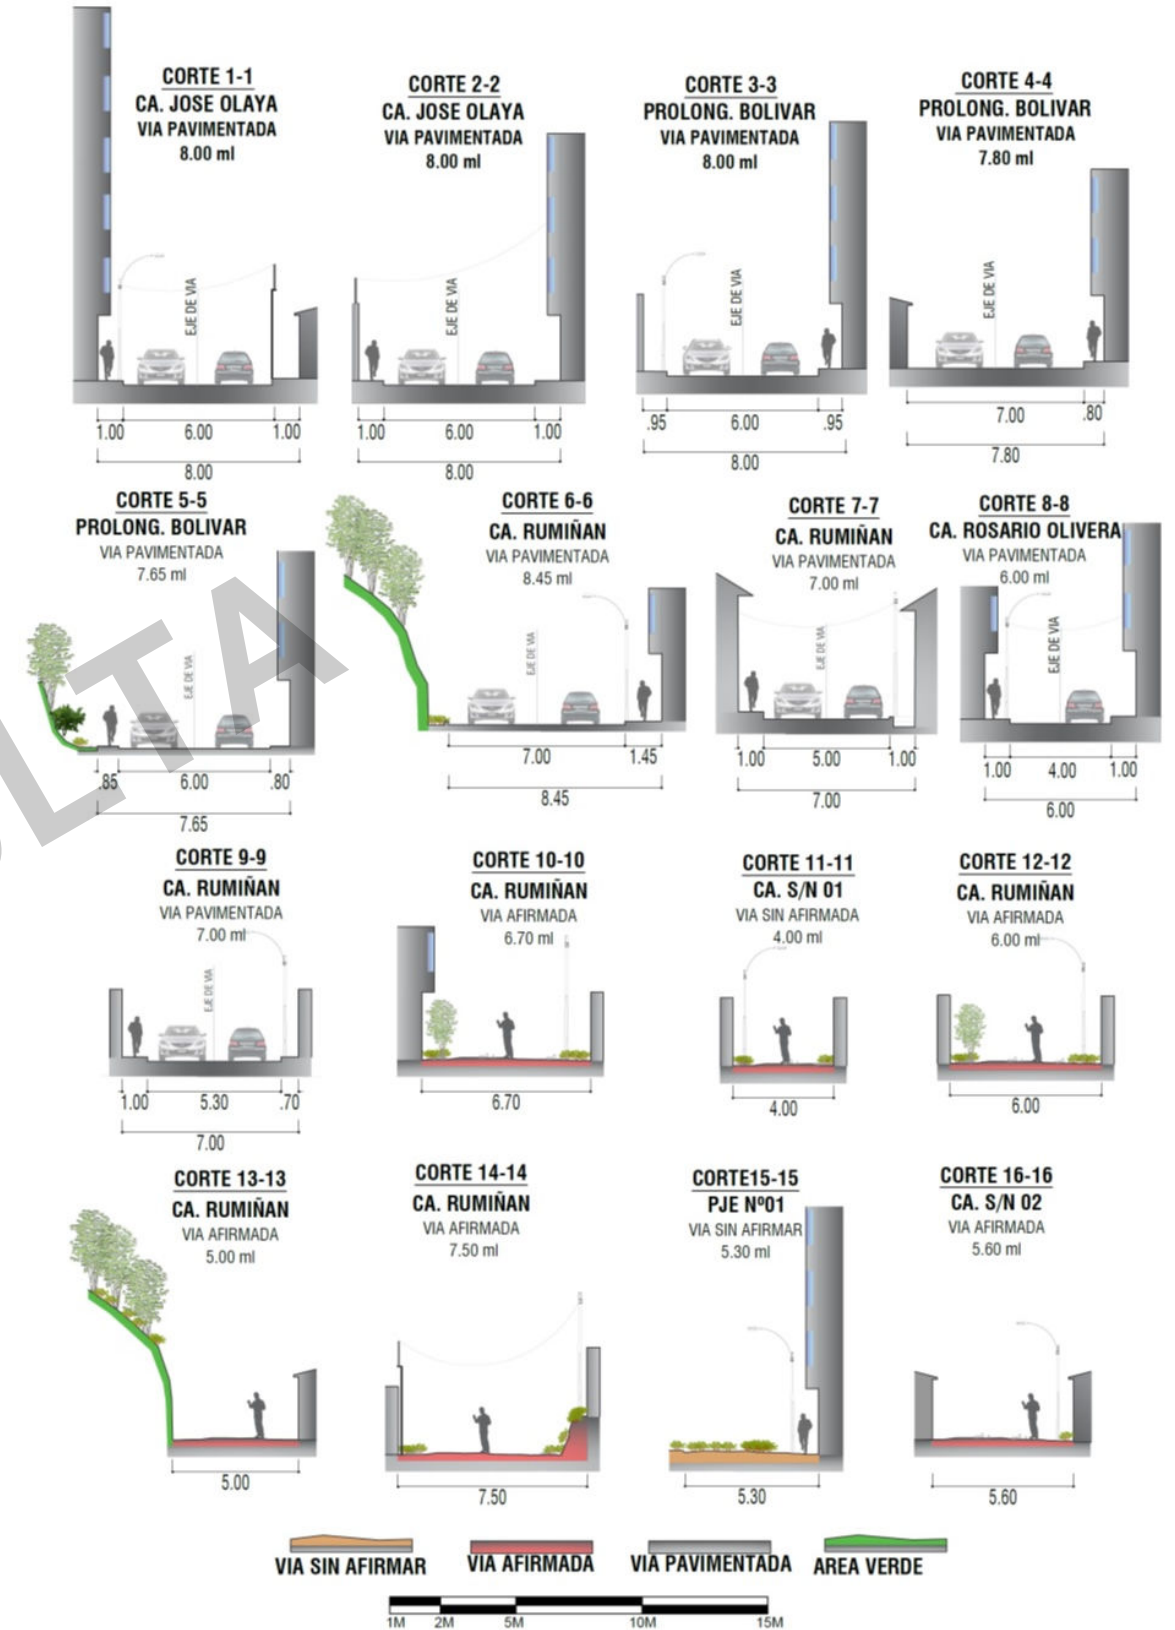 CORTE 1-1
CA. JOSE OLAYA
VIA PAVIMENTADA
8.00 ml
EJE DE VIA
1.00 6.00 1.00
8.00
CORTE 2-2
CA. JOSE OLAYA
VIA PAVIMENTADA
8.00 ml
EJE DE VIA
1.00 6.00 1.00
8.00
CORTE 3-3
PROLONG. BOLIVAR
VIA PAVIMENTADA
8.00 ml
EJE DE VIA
.95 6.00 .95
8.00
CORTE 4-4
PROLONG. BOLIVAR
VIA PAVIMENTADA
7.80 ml
EJE DE VIA
7.00 .80
7.80
CORTE 5-5
PROLONG. BOLIVAR
VIA PAVIMENTADA
7.65 ml
EJE DE VIA
.85 6.00 .80
7.65
CORTE 6-6
CA. RUMIÑAN
VIA PAVIMENTADA
8.45 ml
EJE DE VIA
7.00 1.45
8.45
CORTE 7-7
CA. RUMIÑAN
VIA PAVIMENTADA
7.00 ml
EJE DE VIA
1.00 5.00 1.00
7.00
CORTE 8-8
CA. ROSARIO OLIVERA
VIA PAVIMENTADA
6.00 ml
EJE DE VIA
1.00 4.00 1.00
6.00
CORTE 9-9
CA. RUMIÑAN
VIA PAVIMENTADA
7.00 ml
EJE DE VIA
1.00 5.30 .70
7.00
CORTE 10-10
CA. RUMIÑAN
VIA AFIRMADA
6.70 ml
6.70
CORTE 11-11
CA. S/N 01
VIA SIN AFIRMADA
4.00 ml
4.00
CORTE 12-12
CA. RUMIÑAN
VIA AFIRMADA
6.00 ml
6.00
CORTE 13-13
CA. RUMIÑAN
VIA AFIRMADA
5.00 ml
5.00
CORTE 14-14
CA. RUMIÑAN
VIA AFIRMADA
7.50 ml
7.50
CORTE15-15
PJE Nº01
VIA SIN AFIRMAR
5.30 ml
5.30
CORTE 16-16
CA. S/N 02
VIA AFIRMADA
5.60 ml
5.60
VIA SIN AFIRMAR VIA AFIRMADA VIA PAVIMENTADA AREA VERDE
1M 2M 5M 10M 15M
LTA